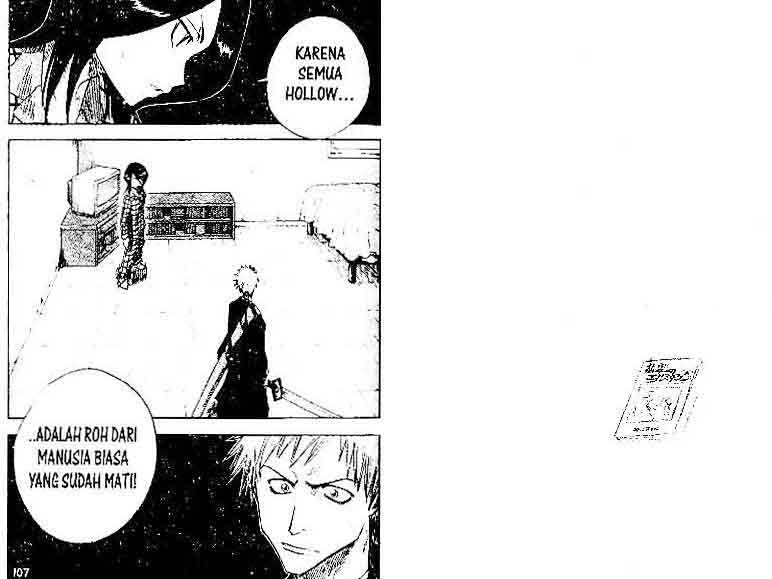 KARENA
SEMUA
HOLLOW...
..ADALAH ROH DARI
MANUSIA BIASA
YANG SUDAH MATI!
107